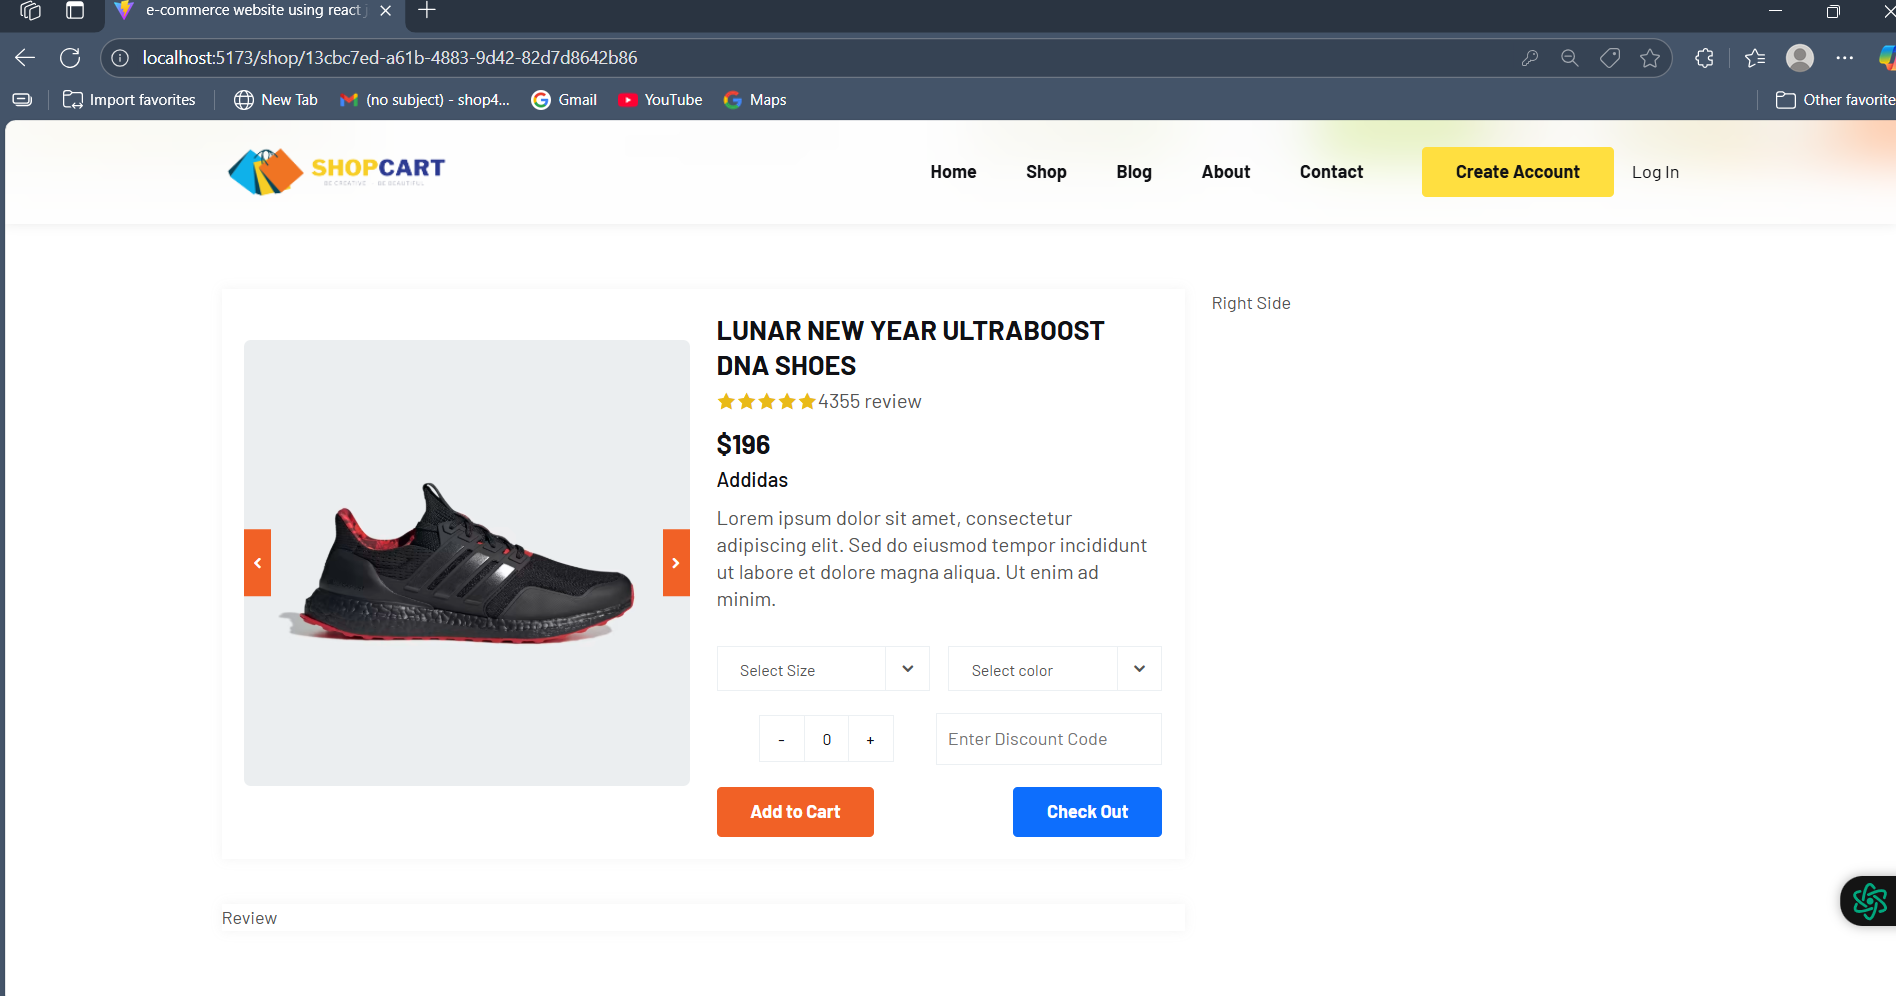 e-commerce website using react j
localhost:5173/shop/13cbc7ed-a61b-4883-9d42-82d7d8642b86
Import favorites
New Tab
(no subject) - shop4...
Gmail
YouTube
Maps
Other favorite
SHOPCART
BE CREATIVE BE BEAUTIFUL
Home
Shop
Blog
About
Contact
Create Account
Log In
Right Side
LUNAR NEW YEAR ULTRABOOST
DNA SHOES
4355 review
$196
Addidas
Lorem ipsum dolor sit amet, consectetur
adipiscing elit. Sed do eiusmod tempor incididunt
ut labore et dolore magna aliqua. Ut enim ad
minim.
Select Size
Select color
- 0 +
Enter Discount Code
Add to Cart
Check Out
Review